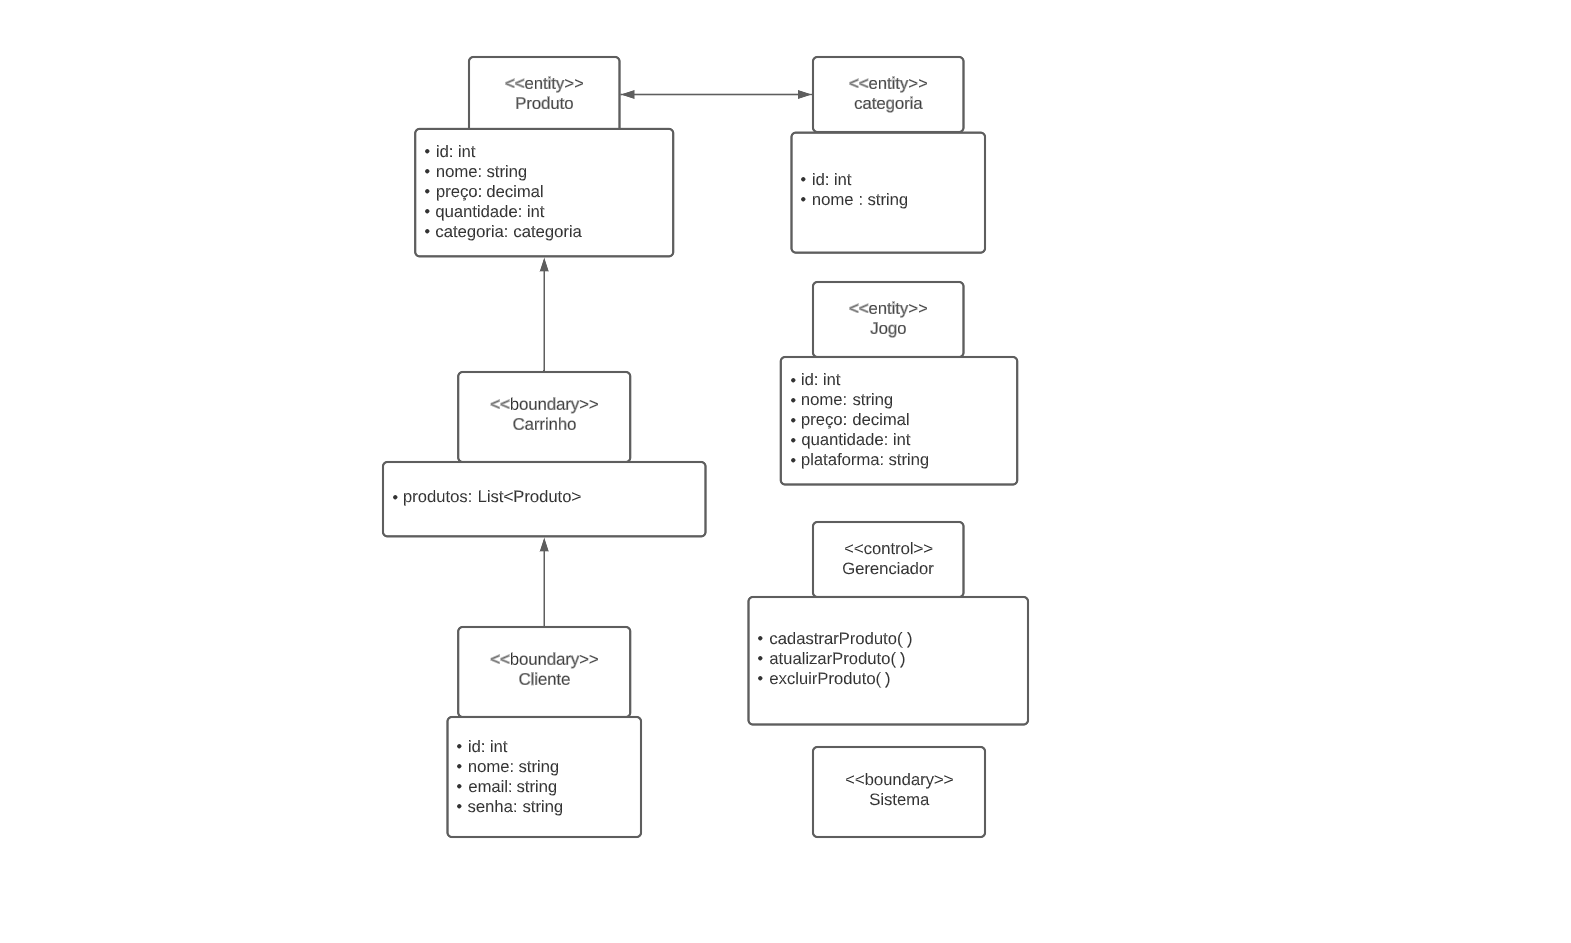 <<entity>>
Produto
• id: int
• nome: string
• preço: decimal
• quantidade: int
• categoria: categoria
<<entity>>
categoria
• id: int
• nome : string
<<entity>>
Jogo
• id: int
• nome: string
• preço: decimal
• quantidade: int
• plataforma: string
<<boundary>>
Carrinho
• produtos: List<Produto>
<<control>>
Gerenciador
• cadastrarProduto( )
• atualizarProduto( )
• excluirProduto( )
<<boundary>>
Cliente
• id: int
• nome: string
• email: string
• senha: string
<<boundary>>
Sistema